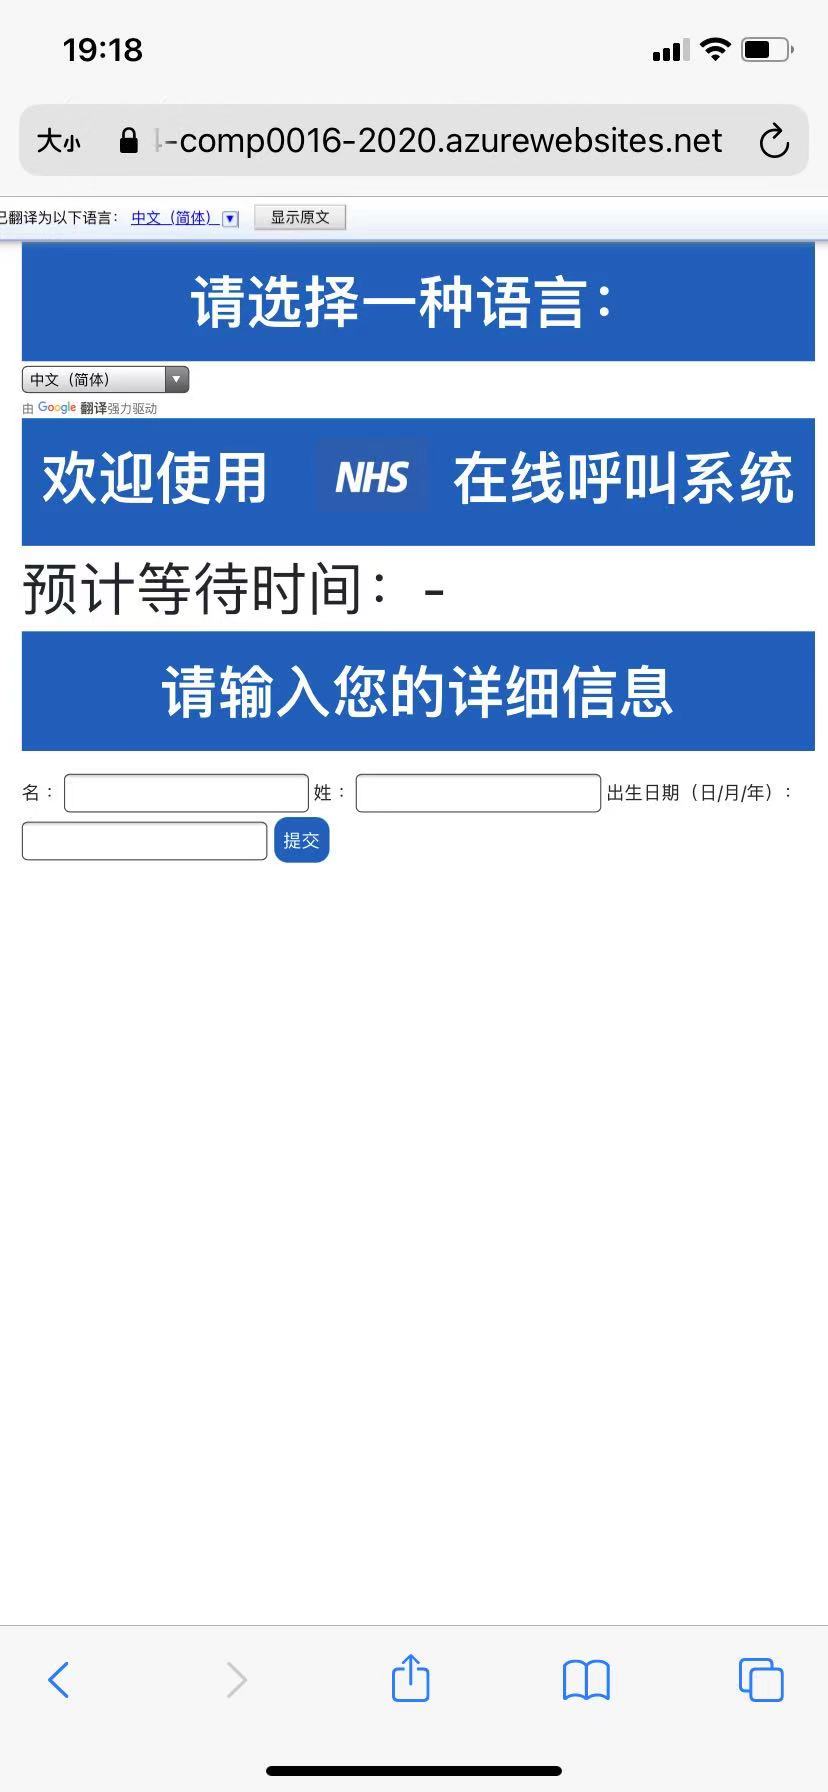 19:18
大小 -comp0016-2020.azurewebsites.net
已翻译为以下语言： 中文（简体） 显示原文
请选择一种语言：
中文（简体）
由 Google 翻译强力驱动
欢迎使用 NHS 在线呼叫系统
预计等待时间： -
请输入您的详细信息
名： 姓： 出生日期（日/月/年）：
提交